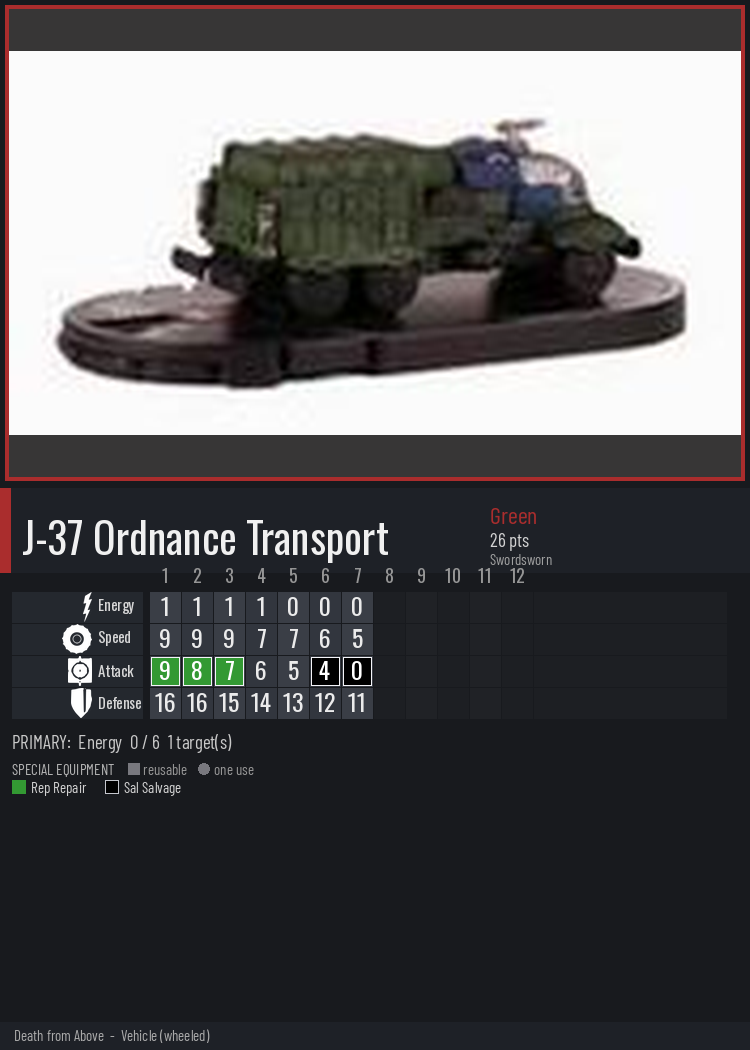 J-37 Ordnance Transport
Green
26 pts
Swordsworn
1 2 3 4 5 6 7 8 9 10 11 12
Energy 1 1 1 1 0 0 0
Speed 9 9 9 7 7 6 5
Attack 9 8 7 6 5 4 0
Defense 16 16 15 14 13 12 11
PRIMARY: Energy 0 / 6 1 target(s)
SPECIAL EQUIPMENT reusable one use
Rep Repair Sal Salvage
Death from Above - Vehicle (wheeled)